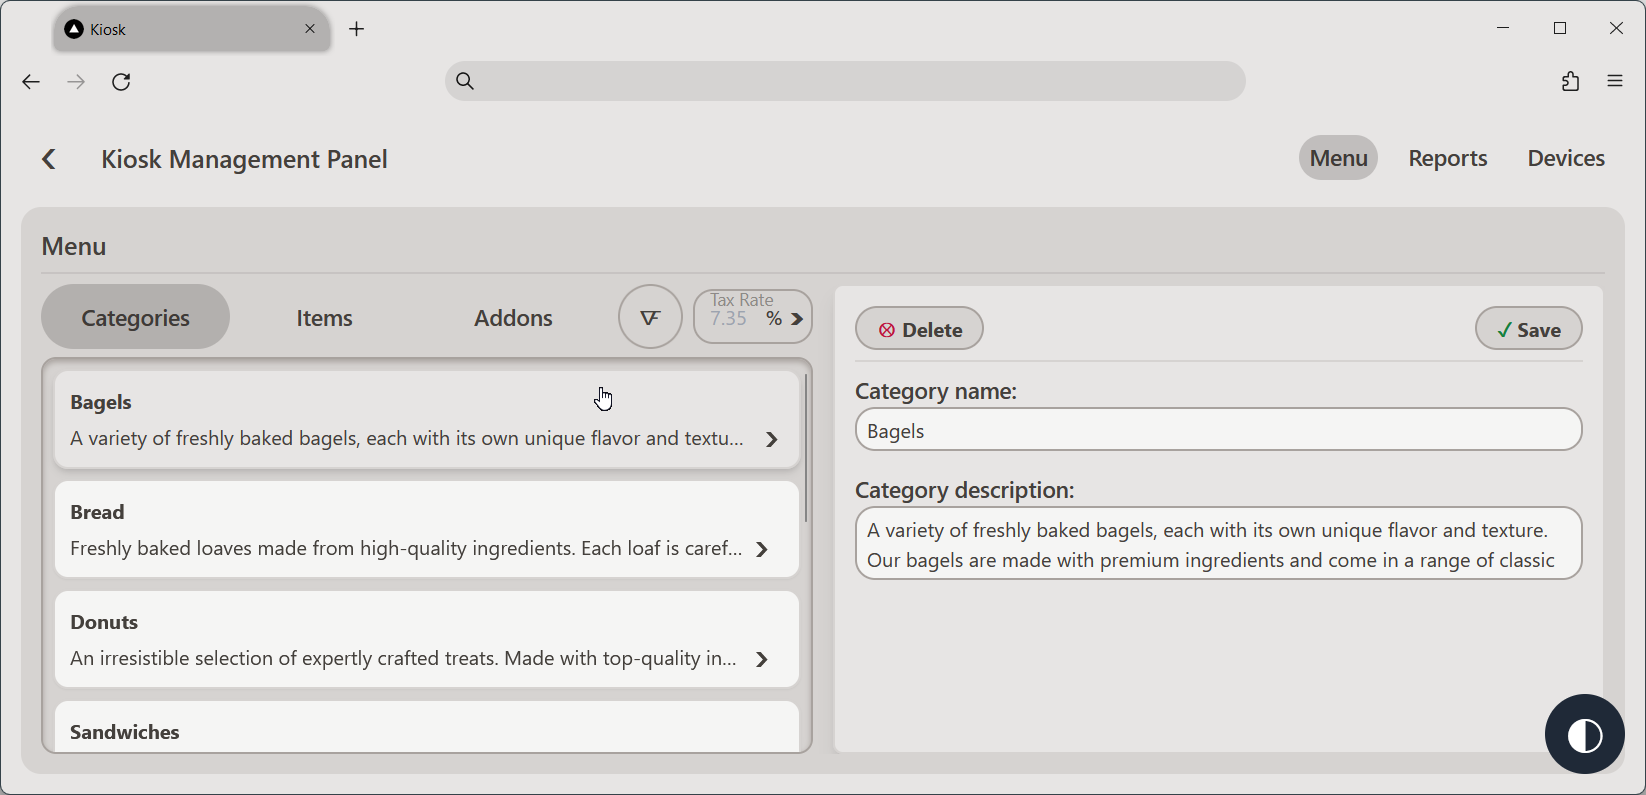 Kiosk
Kiosk Management Panel
Menu
Reports
Devices
Menu
Categories
Items
Addons
Tax Rate
7.35 %
Delete
Save
Bagels
A variety of freshly baked bagels, each with its own unique flavor and textu...
Bread
Freshly baked loaves made from high-quality ingredients. Each loaf is caref...
Donuts
An irresistible selection of expertly crafted treats. Made with top-quality in...
Sandwiches
Category name:
Bagels
Category description:
A variety of freshly baked bagels, each with its own unique flavor and texture.
Our bagels are made with premium ingredients and come in a range of classic